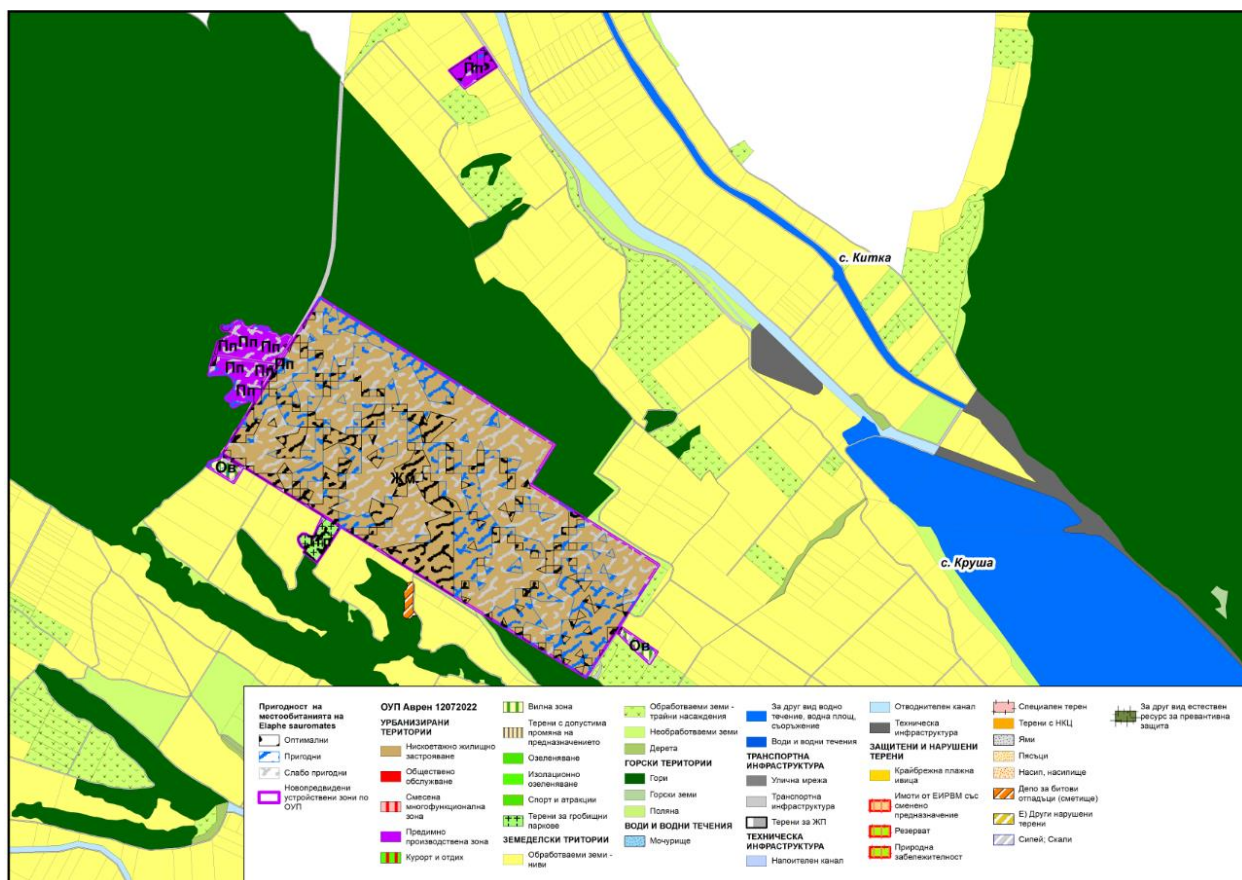 Пп
с. Китка
Пп
Пп
Пп
Пп
Пп
Пп
Пп
Ов
Жм
с. Круша
Ов
Пригодност на
местообитанията на
Elaphe sauromates
Оптимални
Пригодни
Слабо пригодни
Новопредвидени
устройствени зони по
ОУП
ОУП Аврен 12072022
УРБАНИЗИРАНИ
ТЕРИТОРИИ
Нискоетажно жилищно
застрояване
Обществено
обслужване
Смесена
многофункционална
зона
Предимно
производствена зона
Курорт и отдих
Вилна зона
Терени с допустима
промяна на
предназначението
Озеленяване
Изолационно
озеленяване
Спорт и атракции
Терени за гробищни
паркове
ЗЕМЕДЕЛСКИ ТРИТОРИИ
Обработваеми земи -
ниви
Обработваеми земи -
трайни насаждения
Необработваеми земи
Дерета
ГОРСКИ ТЕРИТОРИИ
Гори
Горски земи
Поляна
ВОДИ И ВОДНИ ТЕЧЕНИЯ
Мочурище
За друг вид водно
течение, водна площ,
съоръжение
Води и водни течения
ТРАНСПОРТНА
ИНФРАСТРУКТУРА
Улична мрежа
Транспортна
инфраструктура
Терени за ЖП
ТЕХНИЧЕСКА
ИНФРАСТРУКТУРА
Напоителен канал
Отводнителен канал
Техническа
инфраструктура
ЗАЩИТЕНИ И НАРУШЕНИ
ТЕРЕНИ
Крайбрежна плажна
ивица
Имоти от ЕИРВМ със
сменено
предназначение
Резерват
Природна
забележителност
Специален терен
Терени с НКЦ
Ями
Пясъци
Насип, насипище
Депо за битови
отпадъци (сметище)
Е) Други нарушени
терени
Сипей; Скали
За друг вид естествен
ресурс за превантивна
защита